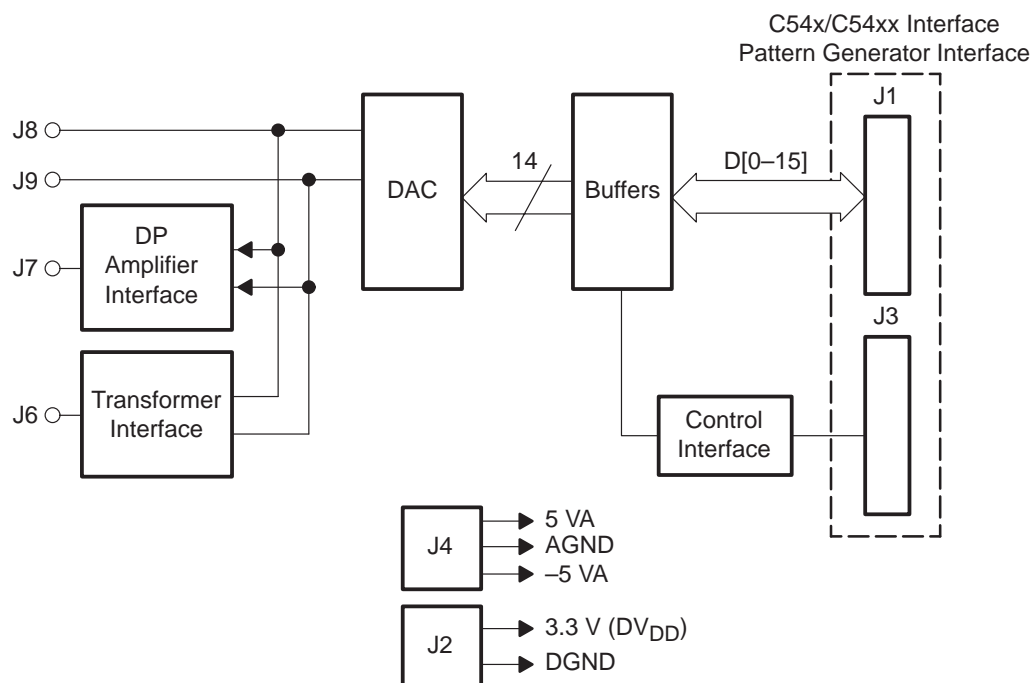 C54x/C54xx Interface
Pattern Generator Interface
J1
J8
J9
DAC
14
Buffers
D[0–15]
DP
Amplifier
Interface
J7
J3
Transformer
Interface
J6
Control
Interface
J4
5 VA
AGND
–5 VA
J2
3.3 V (DVDD)
DGND